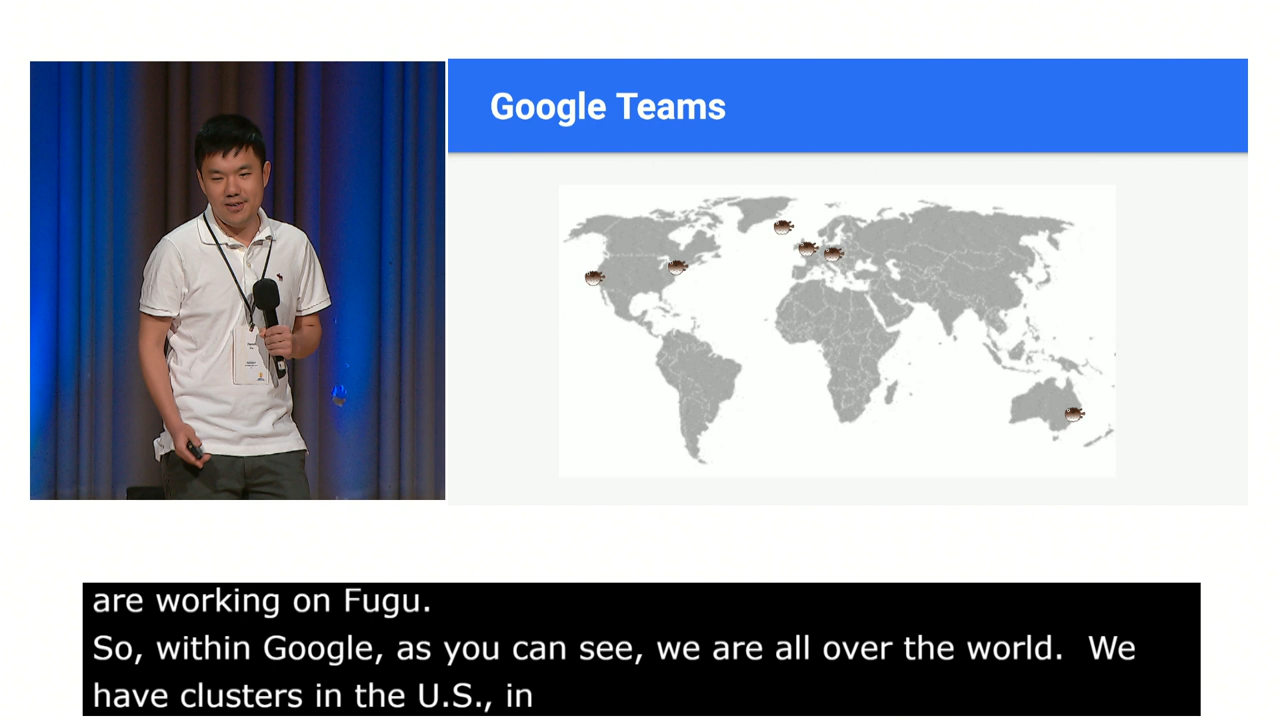 Google Teams
are working on Fugu.
So, within Google, as you can see, we are all over the world.  We
have clusters in the U.S., in